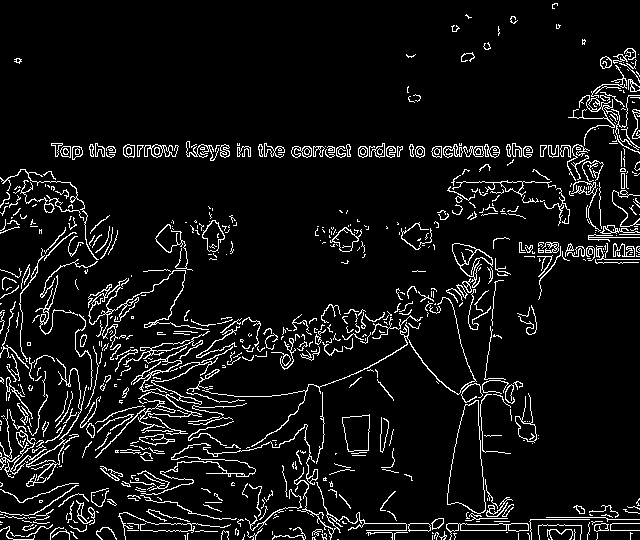 Tap the arrow keys in the correct order to activate the rune.
Lv. 223 Angry Mas